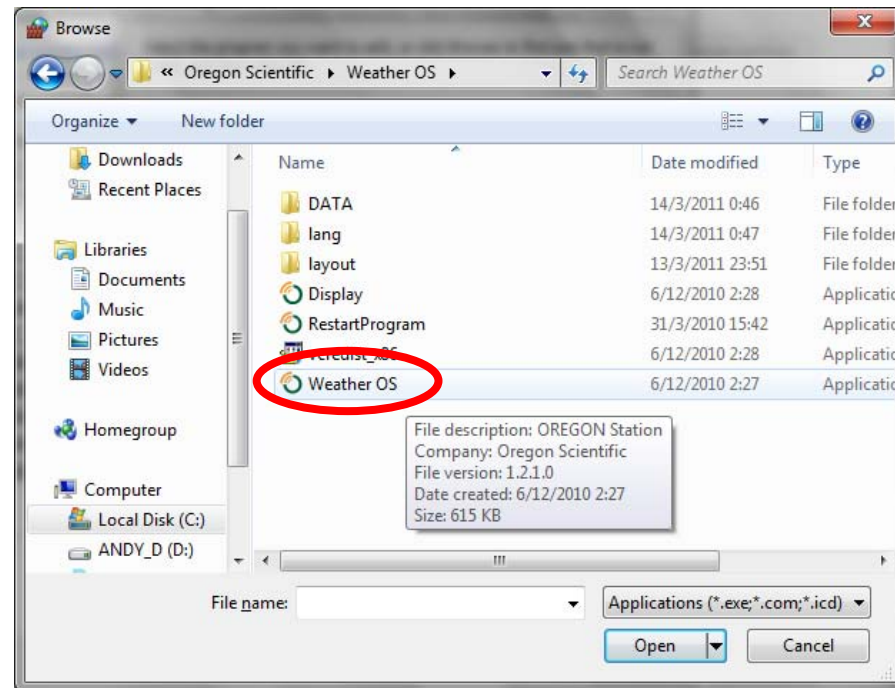 Browse
« Oregon Scientific ▸ Weather OS ▸ Search Weather OS
Organize New folder
Downloads
Recent Places
Libraries
Documents
Music
Pictures
Videos
Homegroup
Computer
Local Disk (C:)
ANDY_D (D:)
Name Date modified Type
DATA 14/3/2011 0:46 File folder
lang 14/3/2011 0:47 File folder
layout 13/3/2011 23:51 File folder
Display 6/12/2010 2:28 Applicatio
RestartProgram 31/3/2010 15:42 Applicatio
vcredist_x86 6/12/2010 2:28 Applicatio
Weather OS 6/12/2010 2:27 Applicatio
File description: OREGON Station
Company: Oregon Scientific
File version: 1.2.1.0
Date created: 6/12/2010 2:27
Size: 615 KB
File name: Applications (*.exe;*.com;*.icd)
Open Cancel